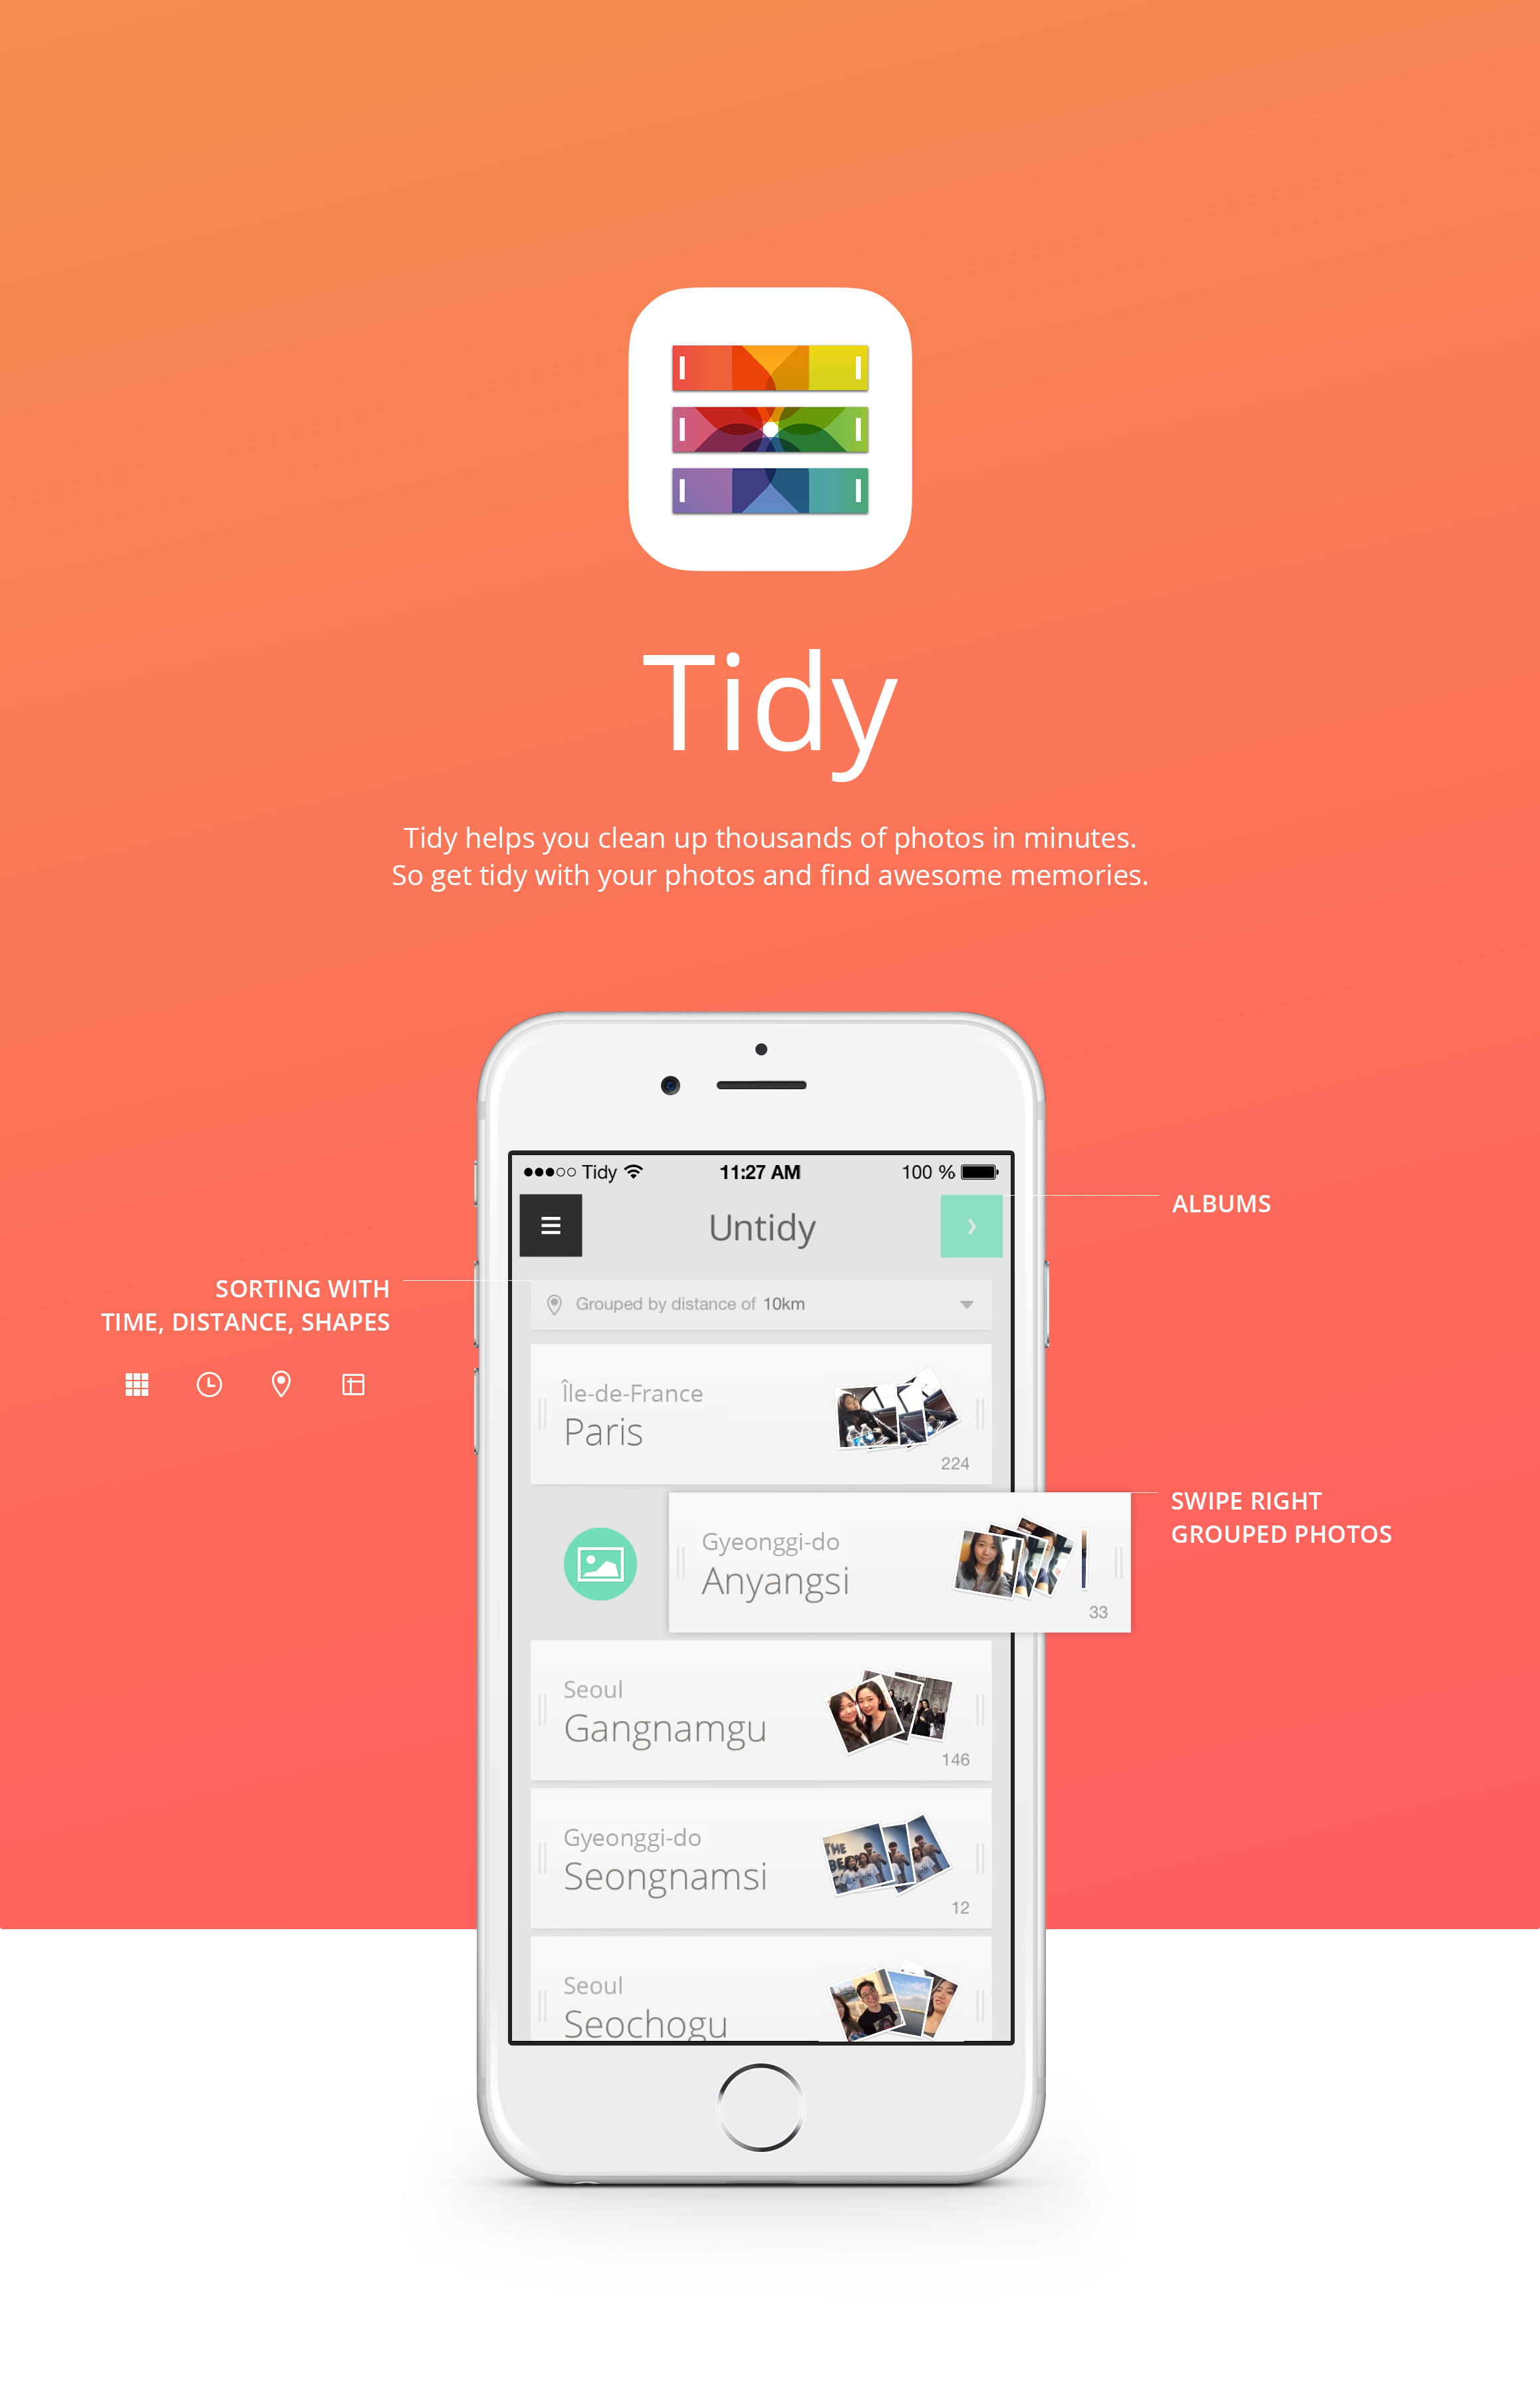 Tidy
Tidy helps you clean up thousands of photos in minutes.
So get tidy with your photos and find awesome memories.
Tidy
11:27 AM
100 %
Untidy
ALBUMS
SORTING WITH
TIME, DISTANCE, SHAPES
Grouped by distance of 10km
Île-de-France
Paris
224
SWIPE RIGHT
GROUPED PHOTOS
Gyeonggi-do
Anyangsi
33
Seoul
Gangnamgu
146
Gyeonggi-do
Seongnamsi
THE
12
Seoul
Seochogu